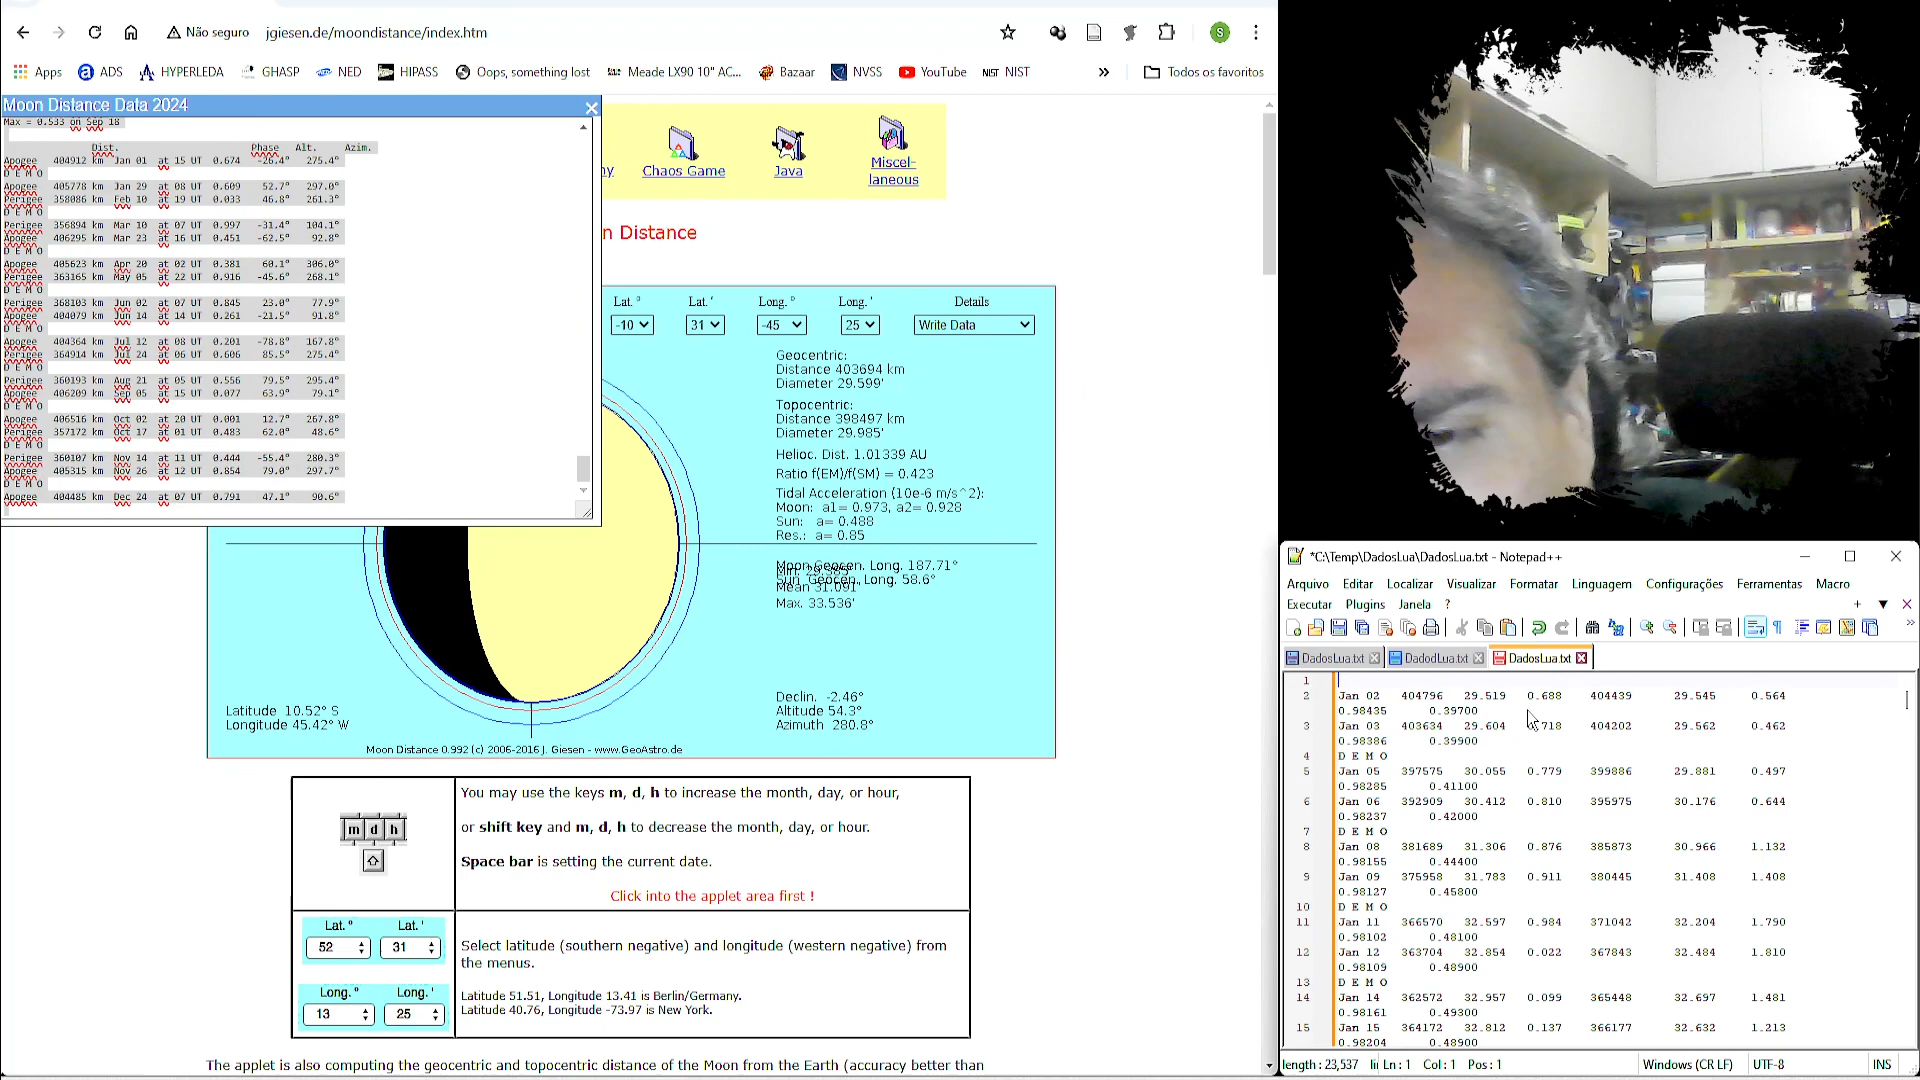 Não seguro
jgiesen.de/moondistance/index.htm
S
Apps
ADS
HYPERLEDA
GHASP
NED
HIPASS
Oops, something lost
Meade LX90 10" AC...
Bazaar
NVSS
YouTube
NIST
NIST
»
Todos os favoritos
Moon Distance Data 2024
Max = 0.533 on Sep 18
Dist. Phase Alt. Azim.
Apogee 404912 km Jan 01 at 15 UT 0.674 -26.4° 275.4°
D E M O
Apogee 405778 km Jan 29 at 08 UT 0.609 52.7° 297.0°
Perigee 358086 km Feb 10 at 19 UT 0.033 46.8° 261.3°
D E M O
Perigee 356894 km Mar 10 at 07 UT 0.997 -31.4° 104.1°
Apogee 406295 km Mar 23 at 16 UT 0.451 -62.5° 92.8°
D E M O
Apogee 405623 km Apr 20 at 02 UT 0.381 60.1° 306.0°
Perigee 363165 km May 05 at 22 UT 0.916 -45.6° 268.1°
D E M O
Perigee 368103 km Jun 02 at 07 UT 0.845 23.0° 77.9°
Apogee 404079 km Jun 14 at 14 UT 0.261 -21.5° 91.8°
D E M O
Apogee 404364 km Jul 12 at 08 UT 0.201 -78.8° 167.8°
Perigee 364914 km Jul 24 at 06 UT 0.606 85.5° 275.4°
D E M O
Perigee 360193 km Aug 21 at 05 UT 0.556 79.5° 295.4°
Apogee 406209 km Sep 05 at 15 UT 0.077 63.9° 79.1°
D E M O
Apogee 406516 km Oct 02 at 20 UT 0.001 12.7° 267.8°
Perigee 357172 km Oct 17 at 01 UT 0.483 62.0° 48.6°
D E M O
Perigee 360107 km Nov 14 at 11 UT 0.444 -55.4° 280.3°
Apogee 405315 km Nov 26 at 12 UT 0.854 79.0° 297.7°
D E M O
Apogee 404485 km Dec 24 at 07 UT 0.791 47.1° 90.6°
ny
Chaos Game
Java
Miscel-
laneous
n Distance
Lat. ° Lat. ' Long. ° Long. ' Details
-10 31 -45 25 Write Data
Geocentric:
Distance 403694 km
Diameter 29.599'
Topocentric:
Distance 398497 km
Diameter 29.985'
Helioc. Dist. 1.01339 AU
Ratio f(EM)/f(SM) = 0.423
Tidal Acceleration (10e-6 m/s^2):
Moon: a1= 0.973, a2= 0.928
Sun: a= 0.488
Res.: a= 0.85
Moon Geocen. Long. 187.71°
Sun Geocen. Long. 58.6°
Mean 31.091'
Max. 33.536'
Latitude 10.52° S
Longitude 45.42° W
Declin. -2.46°
Altitude 54.3°
Azimuth 280.8°
Moon Distance 0.992 (c) 2006-2016 J. Giesen - www.GeoAstro.de
m d h
You may use the keys m, d, h to increase the month, day, or hour,
or shift key and m, d, h to decrease the month, day, or hour.
Space bar is setting the current date.
Click into the applet area first !
Lat.° Lat.'
52 31
Long.° Long.'
13 25
Select latitude (southern negative) and longitude (western negative) from
the menus.
Latitude 51.51, Longitude 13.41 is Berlin/Germany.
Latitude 40.76, Longitude -73.97 is New York.
The applet is also computing the geocentric and topocentric distance of the Moon from the Earth (accuracy better than
*C:\Temp\DadosLua\DadosLua.txt - Notepad++
Arquivo Editar Localizar Visualizar Formatar Linguagem Configurações Ferramentas Macro
Executar Plugins Janela ?
DadosLua.txt
DadodLua.txt
DadosLua.txt
1
2 Jan 02 404796 29.519 0.688 404439 29.545 0.564
0.98435 0.39700
3 Jan 03 403634 29.604 .718 404202 29.562 0.462
0.98386 0.39900
4 D E M O
5 Jan 05 397575 30.055 0.779 399886 29.881 0.497
0.98285 0.41100
6 Jan 06 392909 30.412 0.810 395975 30.176 0.644
0.98237 0.42000
7 D E M O
8 Jan 08 381689 31.306 0.876 385873 30.966 1.132
0.98155 0.44400
9 Jan 09 375958 31.783 0.911 380445 31.408 1.408
0.98127 0.45800
10 D E M O
11 Jan 11 366570 32.597 0.984 371042 32.204 1.790
0.98102 0.48100
12 Jan 12 363704 32.854 0.022 367843 32.484 1.810
0.98109 0.48900
13 D E M O
14 Jan 14 362572 32.957 0.099 365448 32.697 1.481
0.98161 0.49300
15 Jan 15 364172 32.812 0.137 366177 32.632 1.213
0.98204 0.48900
length : 23,537 li Ln : 1 Col : 1 Pos : 1 Windows (CR LF) UTF-8 INS